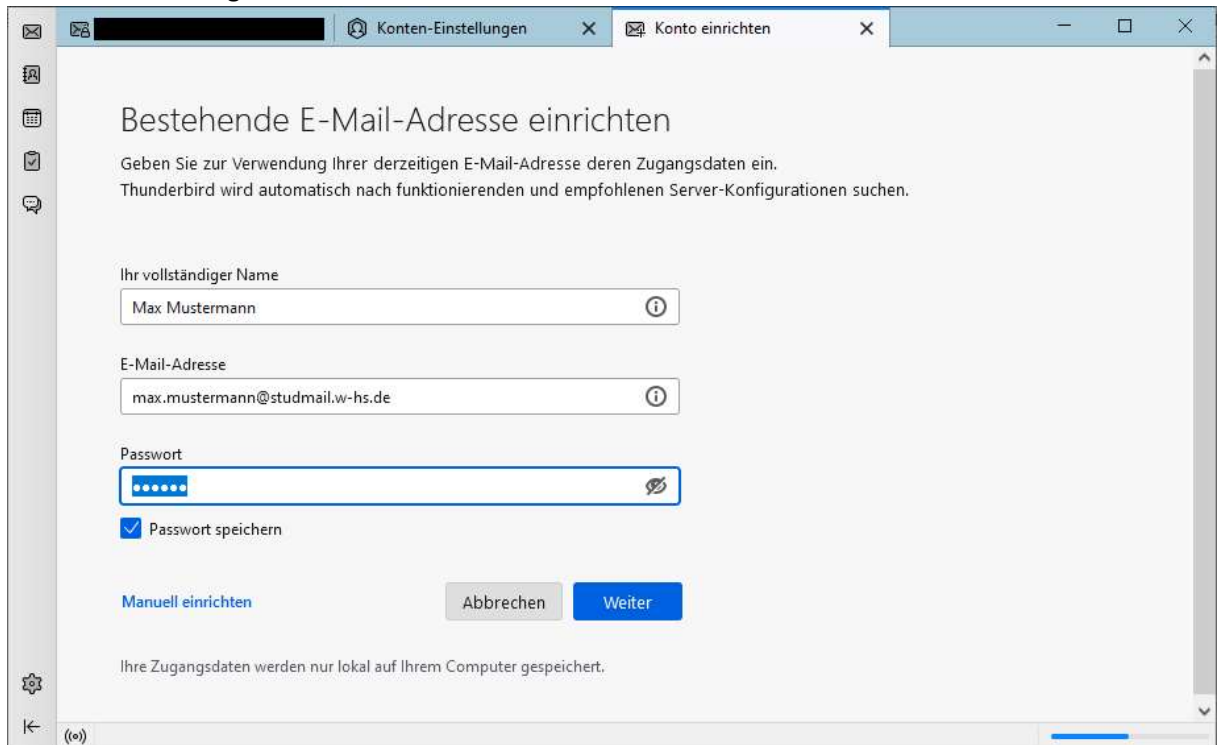 Konten-Einstellungen
Konto einrichten
Bestehende E-Mail-Adresse einrichten
Geben Sie zur Verwendung Ihrer derzeitigen E-Mail-Adresse deren Zugangsdaten ein.
Thunderbird wird automatisch nach funktionierenden und empfohlenen Server-Konfigurationen suchen.
Ihr vollständiger Name
Max Mustermann
E-Mail-Adresse
max.mustermann@studmail.w-hs.de
Passwort
••••••
Passwort speichern
Manuell einrichten
Abbrechen
Weiter
Ihre Zugangsdaten werden nur lokal auf Ihrem Computer gespeichert.